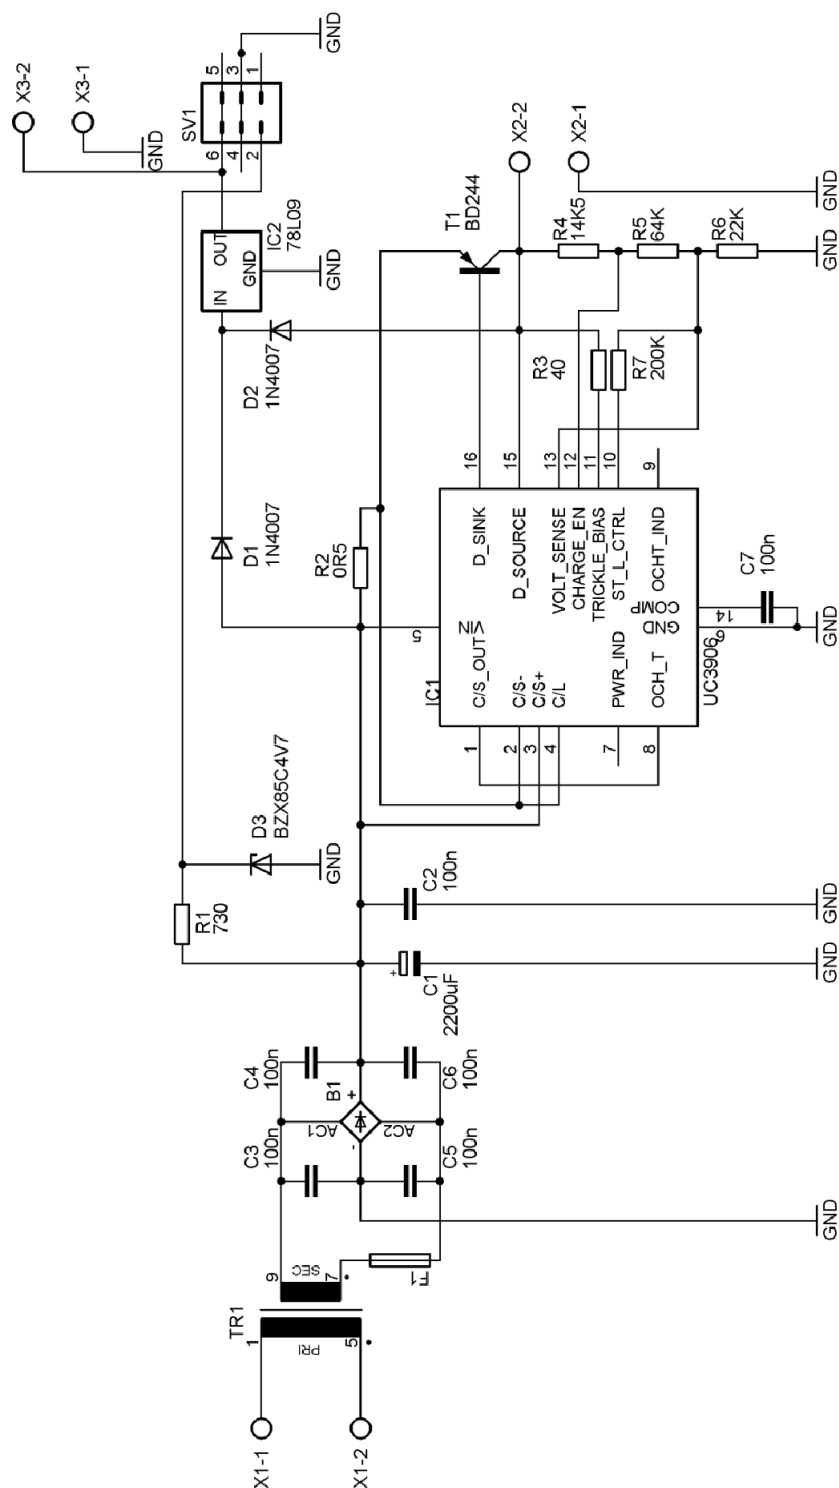 X1-1
X1-2
TR1
1
5
PRI
SEC
9
7
F1
C3
100n
C4
100n
C5
100n
C6
100n
B1
AC1
AC2
+
-
GND
R1
730
+
C1
2200uF
GND
C2
100n
GND
D3
BZX85C4V7
GND
D1
1N4007
D2
1N4007
R2
0R5
IC1
UC3906
1
C/S_OUT
2
C/S-
3
C/S+
4
C/L
7
PWR_IND
8
OCH_T
5
VIN
6
GND
14
COMP
16
D_SINK
15
D_SOURCE
13
VOLT_SENSE
12
CHARGE_EN
11
TRICKLE_BIAS
10
ST_L_CTRL
9
OCHT_IND
C7
100n
GND
R3
40
R7
200K
T1
BD244
R4
14K5
R5
64K
R6
22K
GND
X2-2
X2-1
GND
IN
OUT
GND
IC2
78L09
GND
SV1
6
4
2
5
3
1
GND
X3-2
X3-1
GND